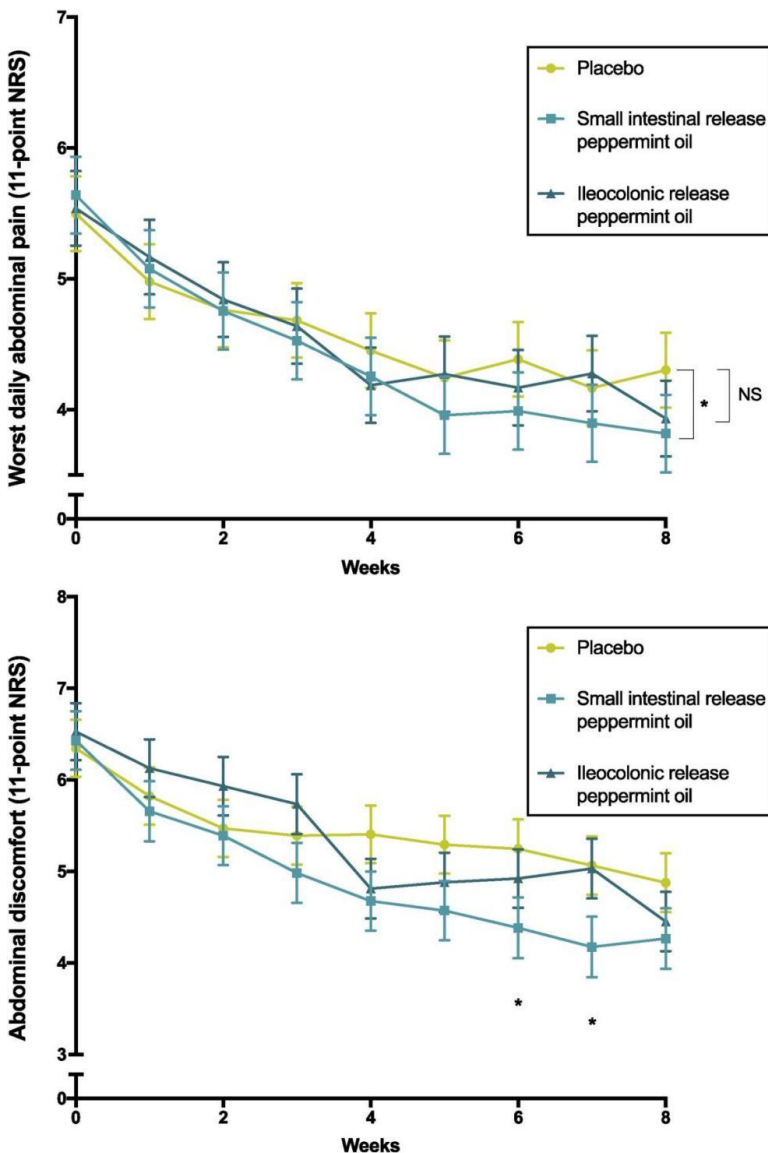 Worst daily abdominal pain (11-point NRS)
7
6
5
4
0
0
2
4
6
8
Weeks
Placebo
Small intestinal release
peppermint oil
Ileocolonic release
peppermint oil
*
NS
Abdominal discomfort (11-point NRS)
8
7
6
5
4
3
0
0
2
4
6
8
Weeks
Placebo
Small intestinal release
peppermint oil
Ileocolonic release
peppermint oil
*
*